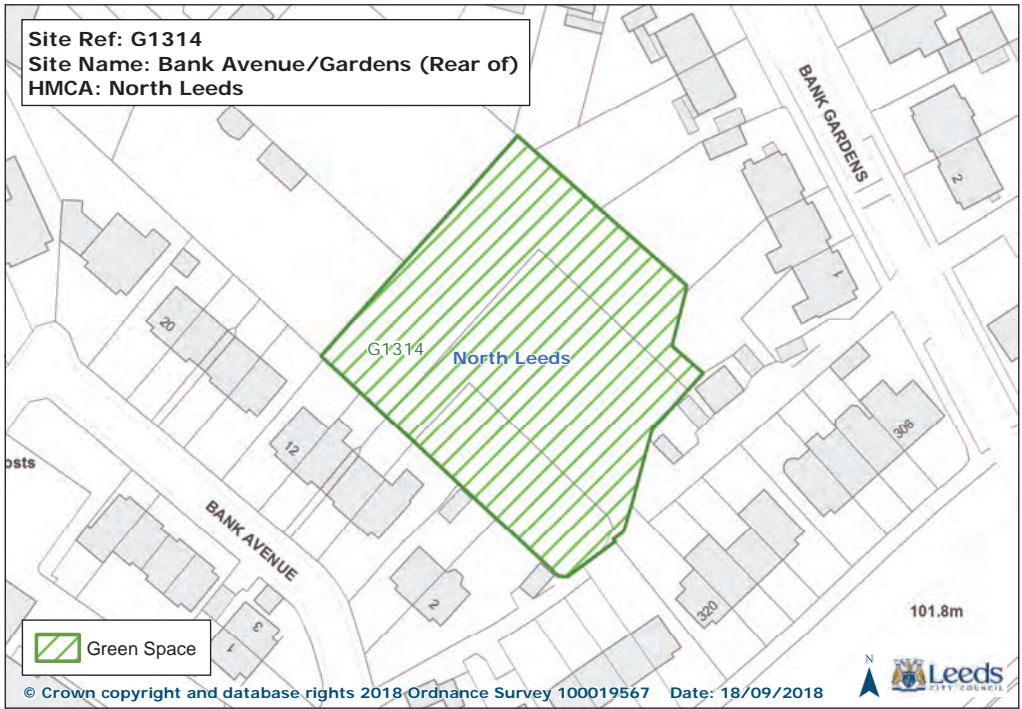 Site Ref: G1314
Site Name: Bank Avenue/Gardens (Rear of)
HMCA: North Leeds
BANK GARDENS
2
1
20
G1314
North Leeds
12
306
osts
BANK AVENUE
2
320
3
1
101.8m
Green Space
N
Leeds
CITY COUNCIL
© Crown copyright and database rights 2018 Ordnance Survey 100019567 Date: 18/09/2018